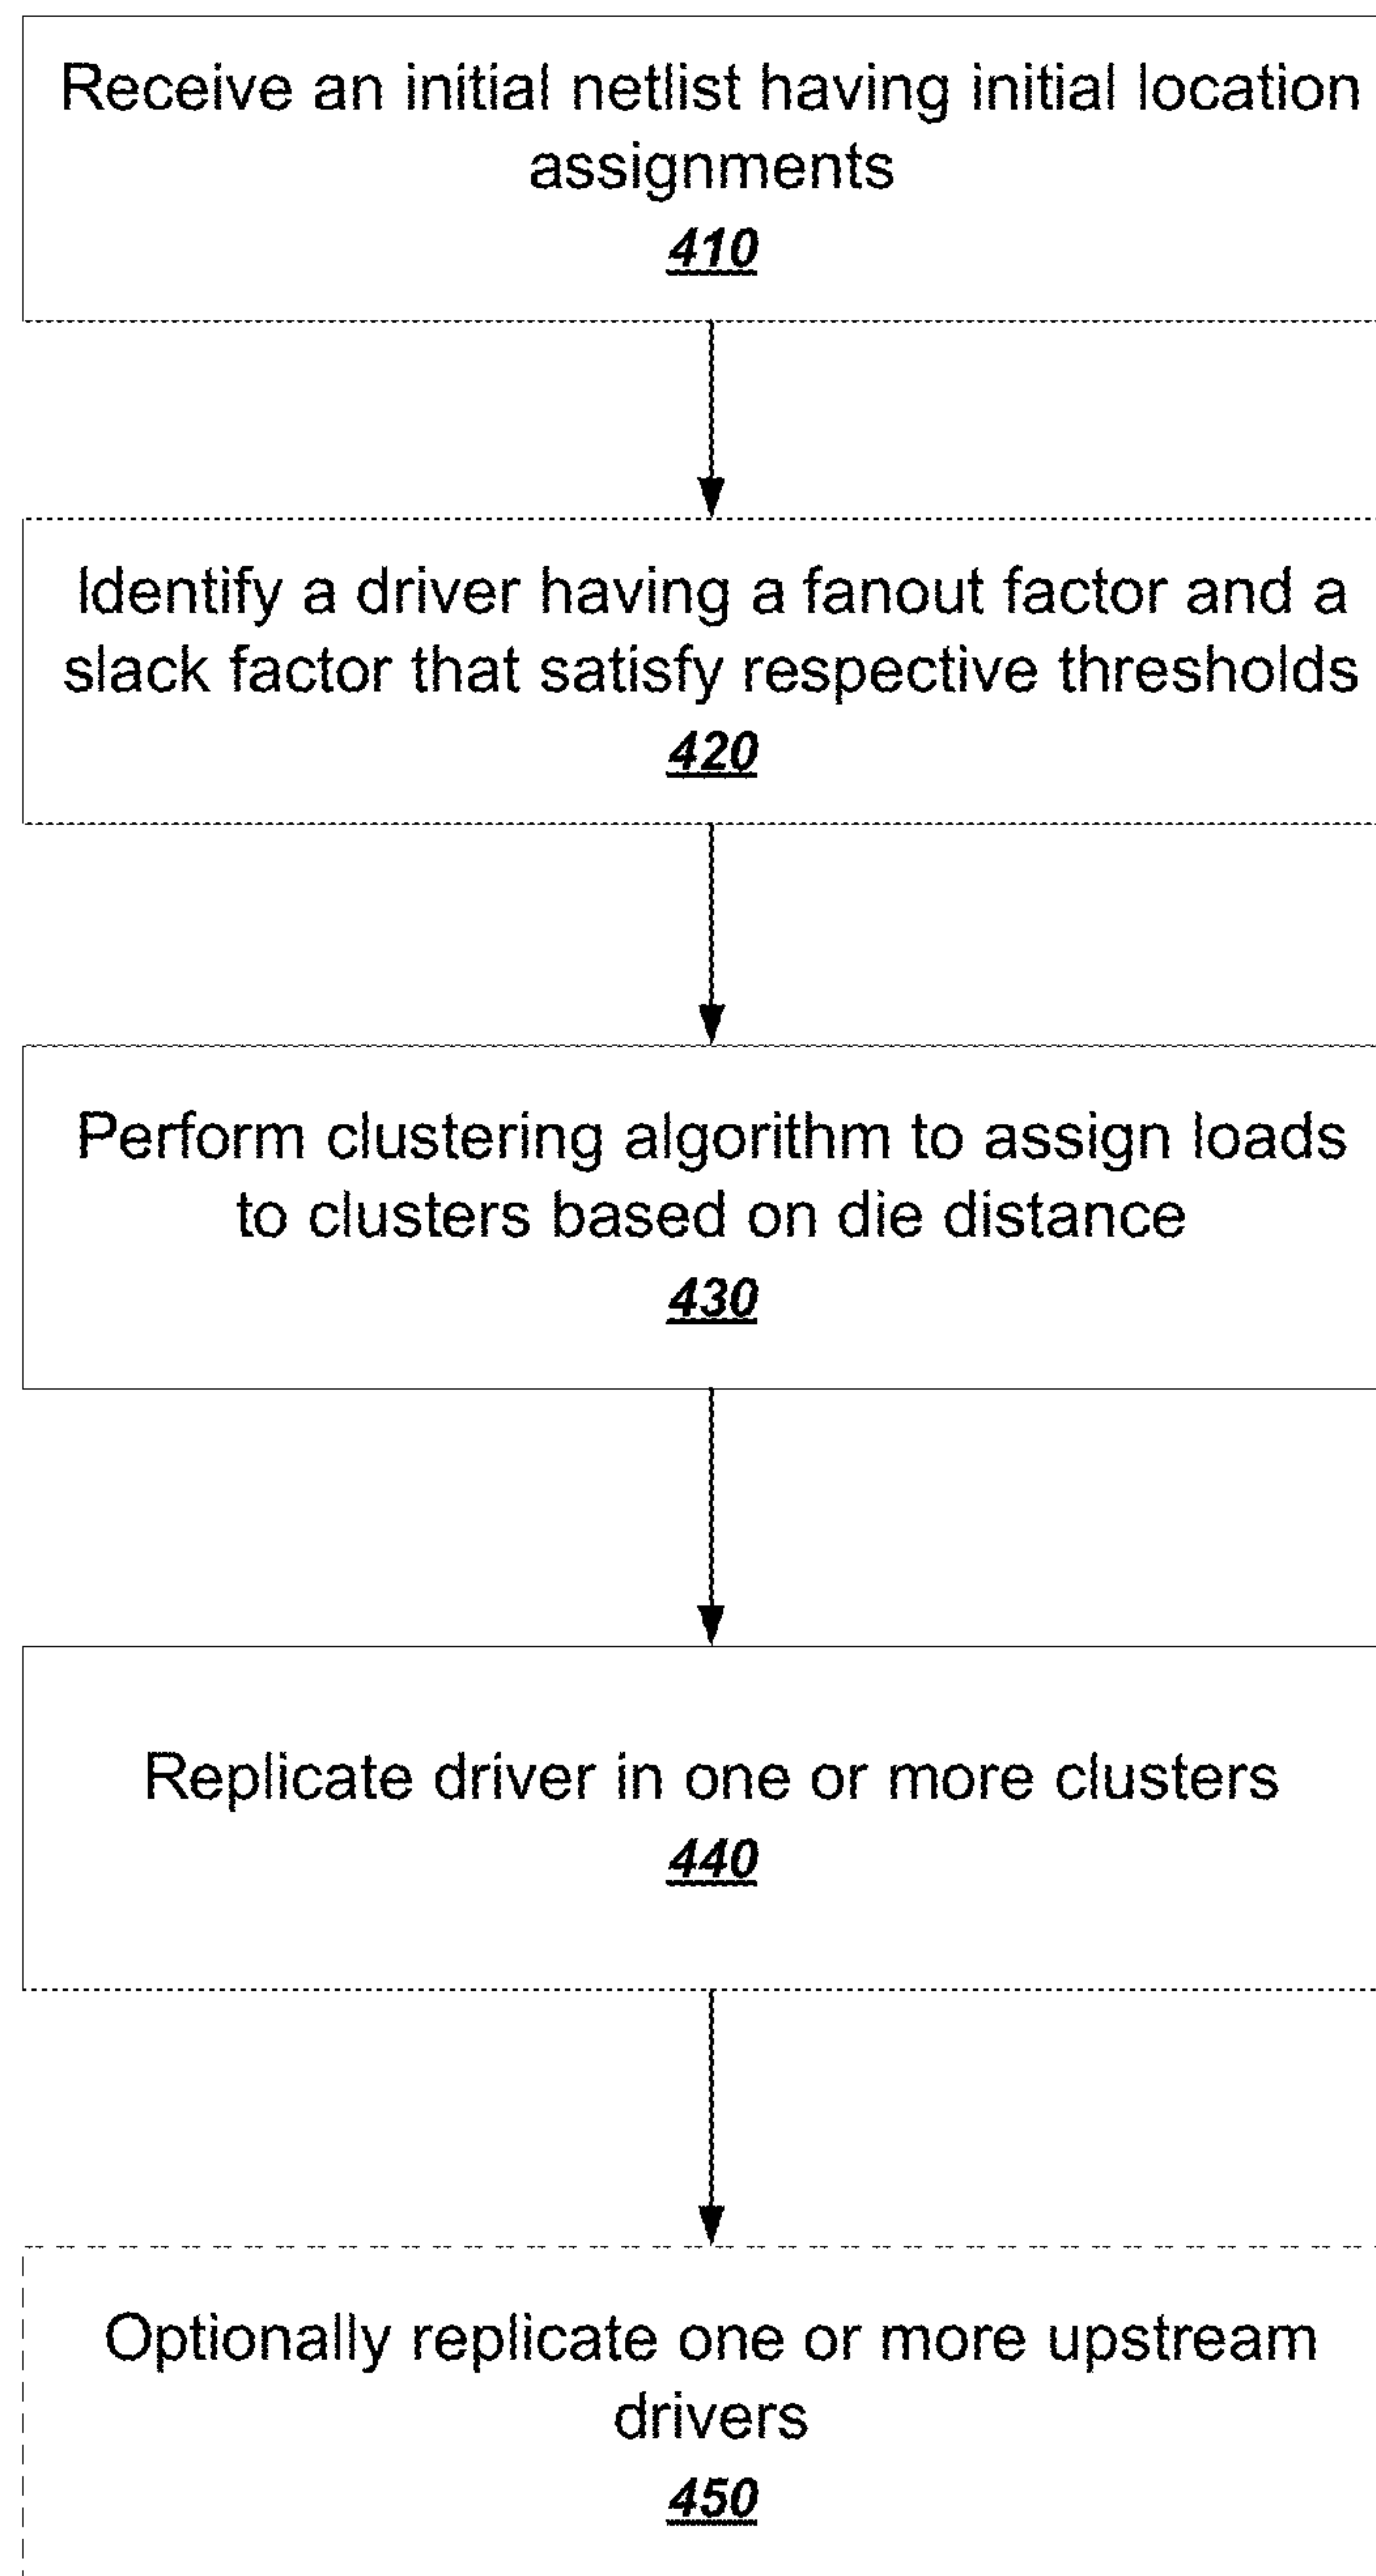 Receive an initial netlist having initial location
assignments
410
Identify a driver having a fanout factor and a
slack factor that satisfy respective thresholds
420
Perform clustering algorithm to assign loads
to clusters based on die distance
430
Replicate driver in one or more clusters
440
Optionally replicate one or more upstream
drivers
450